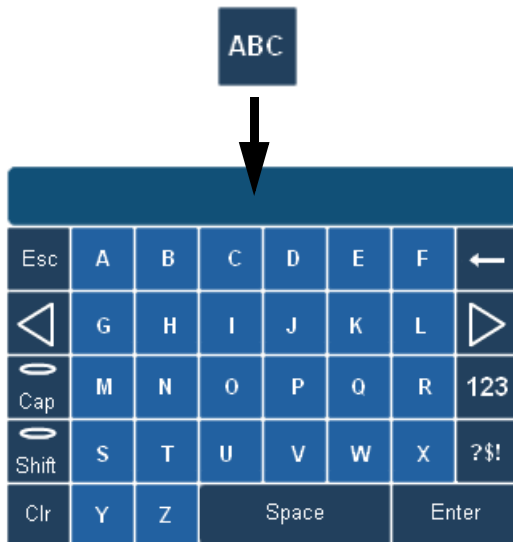 ABC
Esc A B C D E F
G H I J K L
Cap M N O P Q R 123
Shift S T U V W X ?$!
Clr Y Z Space Enter